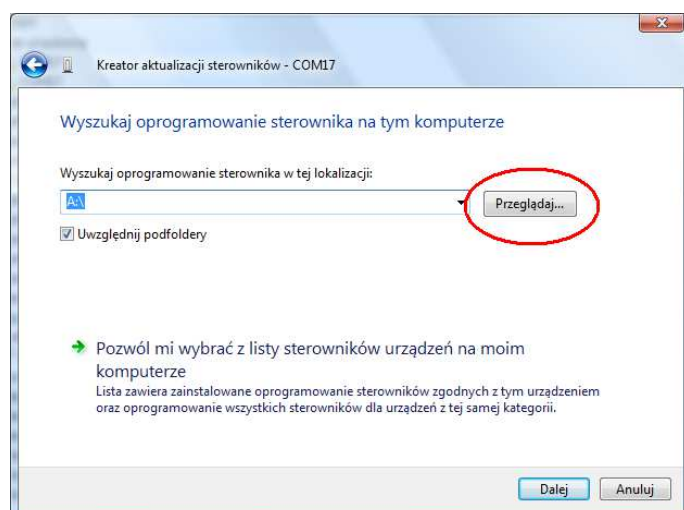 Kreator aktualizacji sterowników - COM17
Wyszukaj oprogramowanie sterownika na tym komputerze
Wyszukaj oprogramowanie sterownika w tej lokalizacji:
A:\
Przeglądaj...
Uwzględnij podfoldery
Pozwól mi wybrać z listy sterowników urządzeń na moim
komputerze
Lista zawiera zainstalowane oprogramowanie sterowników zgodnych z tym urządzeniem
oraz oprogramowanie wszystkich sterowników dla urządzeń z tej samej kategorii.
Dalej
Anuluj